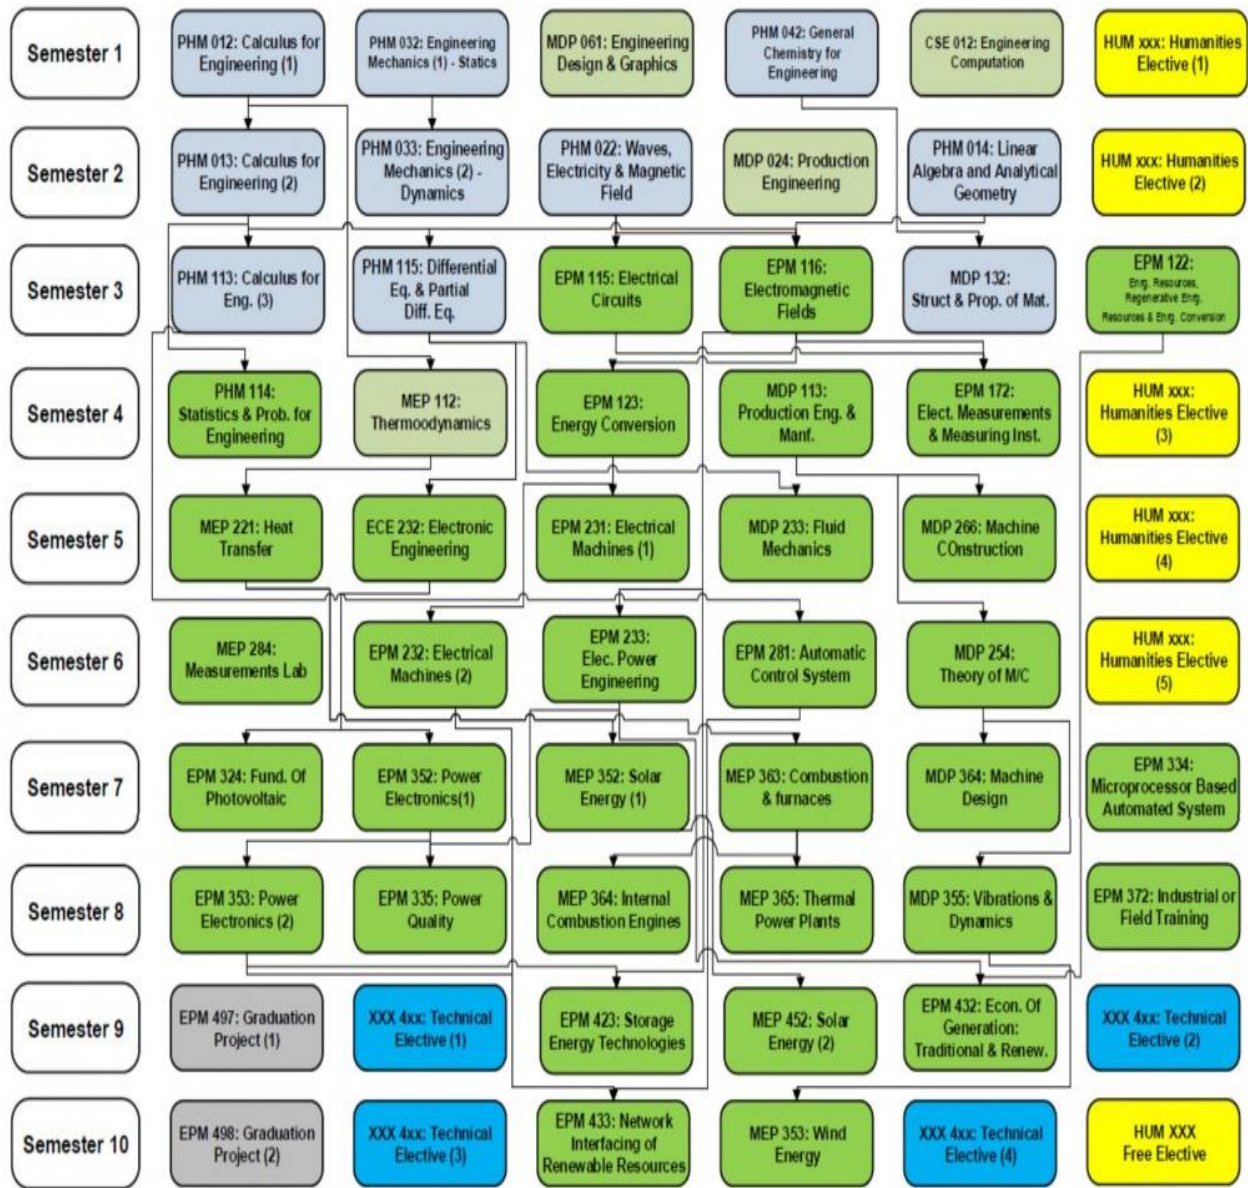 Semester 1
PHM 012: Calculus for
Engineering (1)
PHM 032: Engineering
Mechanics (1) - Statics
MDP 061: Engineering
Design & Graphics
PHM 042: General
Chemistry for
Engineering
CSE 012: Engineering
Computation
HUM xxx: Humanities
Elective (1)
Semester 2
PHM 013: Calculus for
Engineering (2)
PHM 033: Engineering
Mechanics (2) -
Dynamics
PHM 022: Waves,
Electricity & Magnetic
Field
MDP 024: Production
Engineering
PHM 014: Linear
Algebra and Analytical
Geometry
HUM xxx: Humanities
Elective (2)
Semester 3
PHM 113: Calculus for
Eng. (3)
PHM 115: Differential
Eq. & Partial
Diff. Eq.
EPM 115: Electrical
Circuits
EPM 116:
Electromagnetic
Fields
MDP 132:
Struct & Prop. of Mat.
EPM 122:
Enrg. Resources,
Regenerative Enrg.
Resources & Enrg. Conversion
Semester 4
PHM 114:
Statistics & Prob. for
Engineering
MEP 112:
Thermoodynamics
EPM 123:
Energy Conversion
MDP 113:
Production Eng. &
Manf.
EPM 172:
Elect. Measurements
& Measuring Inst.
HUM xxx:
Humanities Elective
(3)
Semester 5
MEP 221: Heat
Transfer
ECE 232: Electronic
Engineering
EPM 231: Electrical
Machines (1)
MDP 233: Fluid
Mechanics
MDP 266: Machine
COnstruction
HUM xxx:
Humanities Elective
(4)
Semester 6
MEP 284:
Measurements Lab
EPM 232: Electrical
Machines (2)
EPM 233:
Elec. Power
Engineering
EPM 281: Automatic
Control System
MDP 254:
Theory of M/C
HUM xxx:
Humanities Elective
(5)
Semester 7
EPM 324: Fund. Of
Photovoltaic
EPM 352: Power
Electronics(1)
MEP 352: Solar
Energy (1)
MEP 363: Combustion
& furnaces
MDP 364: Machine
Design
EPM 334:
Microprocessor Based
Automated System
Semester 8
EPM 353: Power
Electronics (2)
EPM 335: Power
Quality
MEP 364: Internal
Combustion Engines
MEP 365: Thermal
Power Plants
MDP 355: Vibrations &
Dynamics
EPM 372: Industrial or
Field Training
Semester 9
EPM 497: Graduation
Project (1)
XXX 4xx: Technical
Elective (1)
EPM 423: Storage
Energy Technologies
MEP 452: Solar
Energy (2)
EPM 432: Econ. Of
Generation:
Traditional & Renew.
XXX 4xx: Technical
Elective (2)
Semester 10
EPM 498: Graduation
Project (2)
XXX 4xx: Technical
Elective (3)
EPM 433: Network
Interfacing of
Renewable Resources
MEP 353: Wind
Energy
XXX 4xx: Technical
Elective (4)
HUM XXX
Free Elective